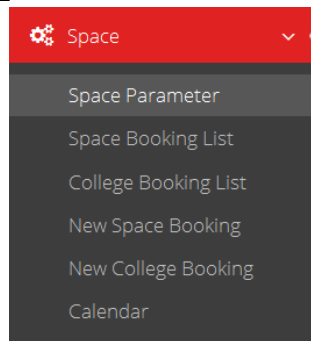 Space
Space Parameter
Space Booking List
College Booking List
New Space Booking
New College Booking
Calendar